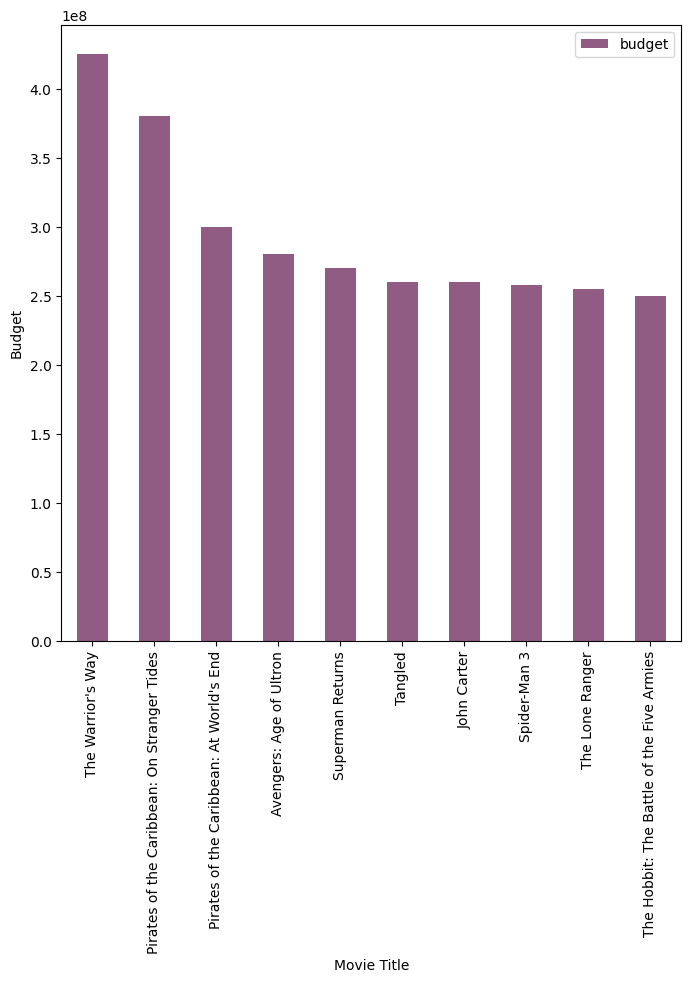 1e8
budget
4.0
3.5
3.0
2.5
2.0
1.5
1.0
0.5
0.0
Budget
The Warrior's Way
Pirates of the Caribbean: On Stranger Tides
Pirates of the Caribbean: At World's End
Avengers: Age of Ultron
Superman Returns
Tangled
John Carter
Spider-Man 3
The Lone Ranger
The Hobbit: The Battle of the Five Armies
Movie Title